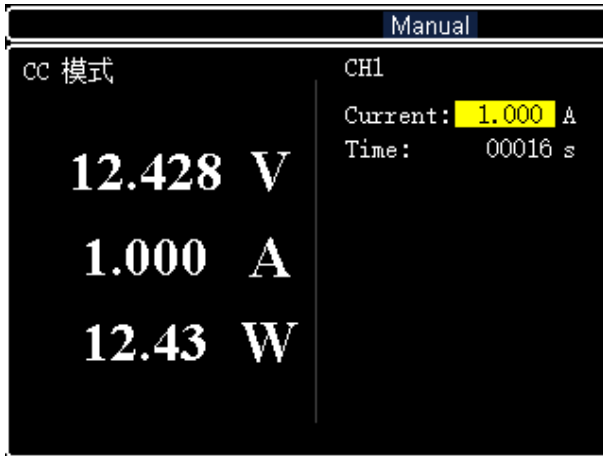 Manual
CC 模式
12.428 V
1.000 A
12.43 W
CH1
Current: 1.000 A
Time: 00016 s